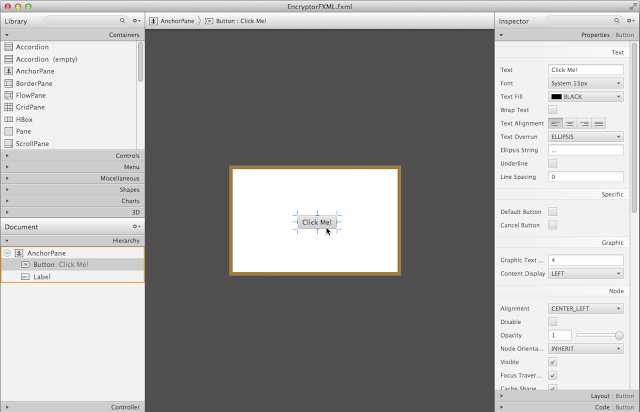 EncryptorFXML.fxml
Library
AnchorPane
Button : Click Me!
Inspector
Containers
Accordion
Accordion (empty)
AnchorPane
BorderPane
FlowPane
GridPane
HBox
Pane
ScrollPane
Controls
Menu
Miscellaneous
Shapes
Charts
3D
Document
Hierarchy
AnchorPane
Button Click Me!
Label
Controller
Click Me!
Properties : Button
Text
Text Click Me!
Font System 13px
Text Fill BLACK
Wrap Text
Text Alignment
Text Overrun ELLIPSIS
Ellipsis String ...
Underline
Line Spacing 0
Specific
Default Button
Cancel Button
Graphic
Graphic Text ... 4
Content Display LEFT
Node
Alignment CENTER_LEFT
Disable
Opacity 1
Node Orienta... INHERIT
Visible
Focus Traver...
Cache Shape
Layout : Button
Code : Button